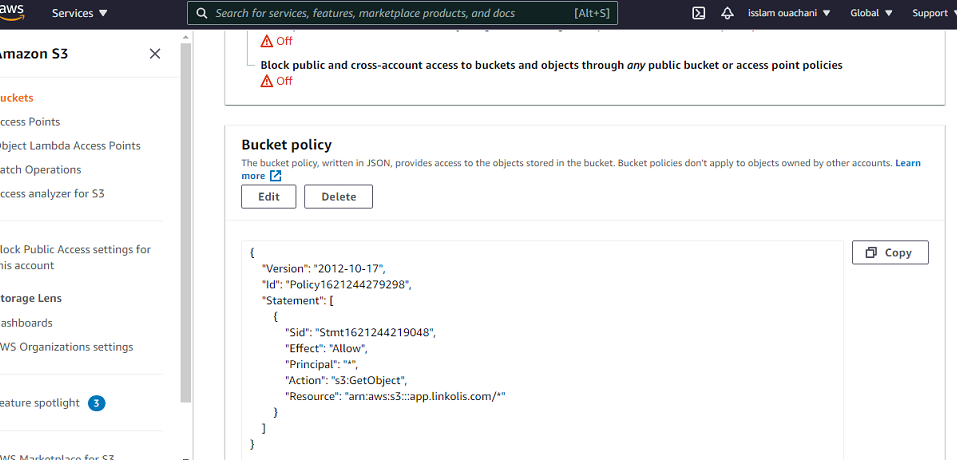 aws
Services ▼
Search for services, features, marketplace products, and docs
[Alt+S]
isslam ouachani ▼
Global ▼
Support
Amazon S3
uckets
ccess Points
bject Lambda Access Points
atch Operations
ccess analyzer for S3
lock Public Access settings for
his account
torage Lens
ashboards
WS Organizations settings
eature spotlight 3
WS Marketplace for S3
Off
Block public and cross-account access to buckets and objects through any public bucket or access point policies
Off
Bucket policy
The bucket policy, written in JSON, provides access to the objects stored in the bucket. Bucket policies don't apply to objects owned by other accounts. Learn
more
Edit
Delete
Copy
{
"Version": "2012-10-17",
"Id": "Policy1621244279298",
"Statement": [
{
"Sid": "Stmt1621244219048",
"Effect": "Allow",
"Principal": "*",
"Action": "s3:GetObject",
"Resource": "arn:aws:s3:::app.linkolis.com/*"
}
]
}